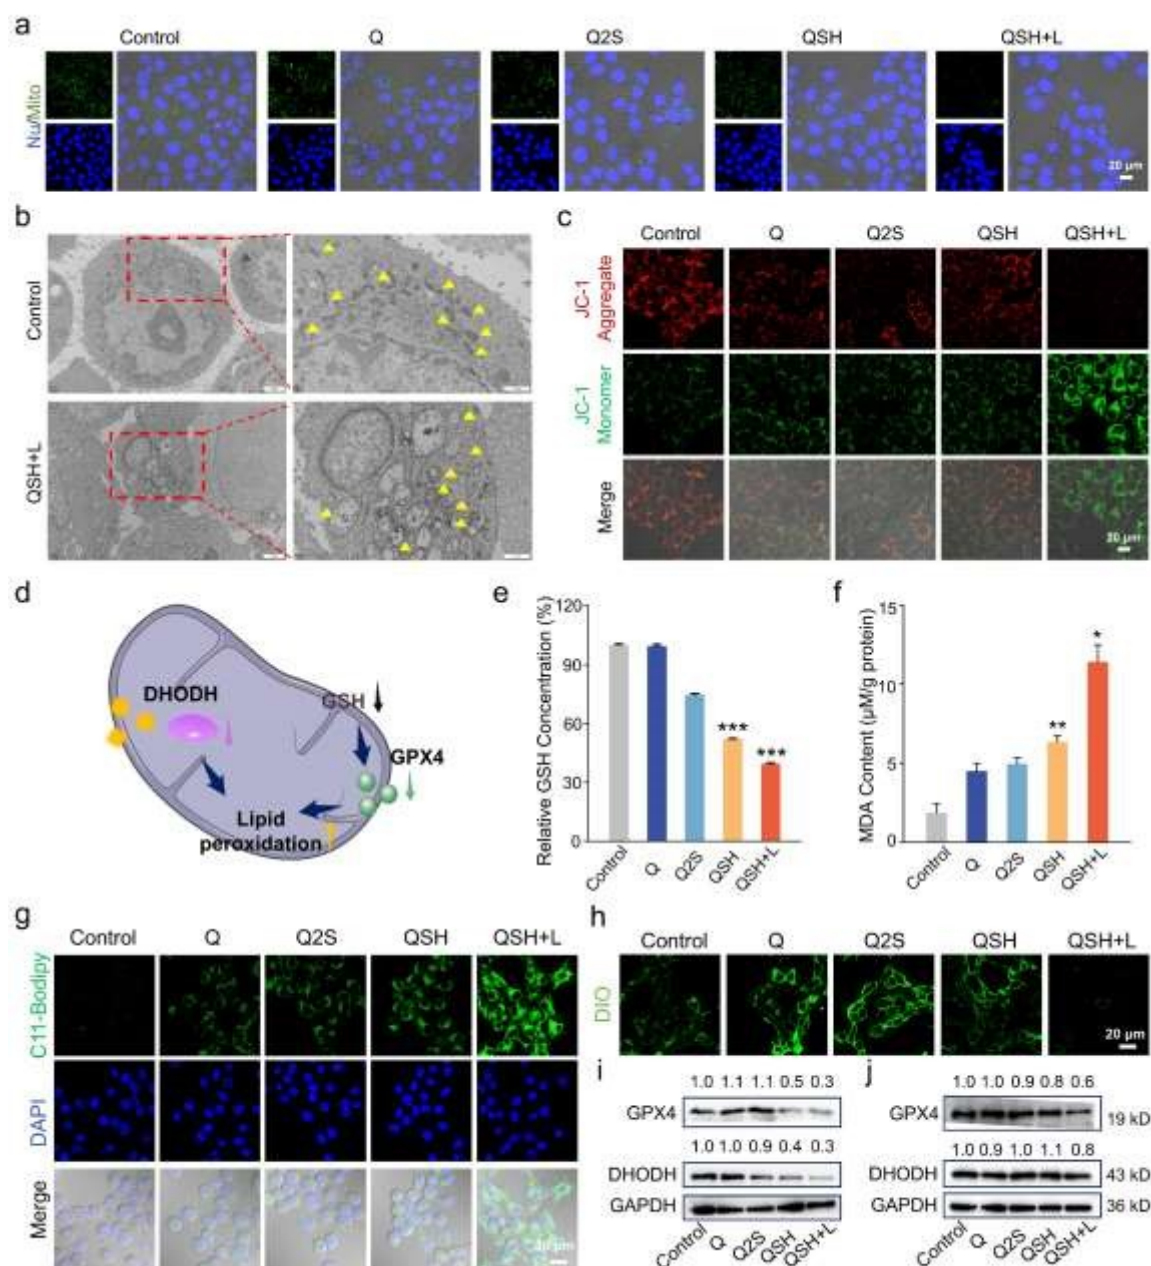 a
Control Q Q2S QSH QSH+L
Nu/Mito
20 μm
b
Control
QSH+L
c
Control Q Q2S QSH QSH+L
JC-1
Aggregate
JC-1
Monomer
Merge
20 μm
d
DHODH
GSH
GPX4
Lipid
peroxidation
e
Relative GSH Concentration (%)
120
90
60
30
0
*** ***
Control Q Q2S QSH QSH+L
f
MDA Content (μM/g protein)
15
10
5
0
** *
Control Q Q2S QSH QSH+L
g
Control Q Q2S QSH QSH+L
C11-Bodipy
DAPI
Merge
h
Control Q Q2S QSH QSH+L
DIO
20 μm
i
1.0 1.1 1.1 0.5 0.3
GPX4
1.0 1.0 0.9 0.4 0.3
DHODH
GAPDH
Control Q Q2S QSH QSH+L
j
1.0 1.0 0.9 0.8 0.6
GPX4 19 kD
1.0 0.9 1.0 1.1 0.8
DHODH 43 kD
GAPDH 36 kD
Control Q Q2S QSH QSH+L